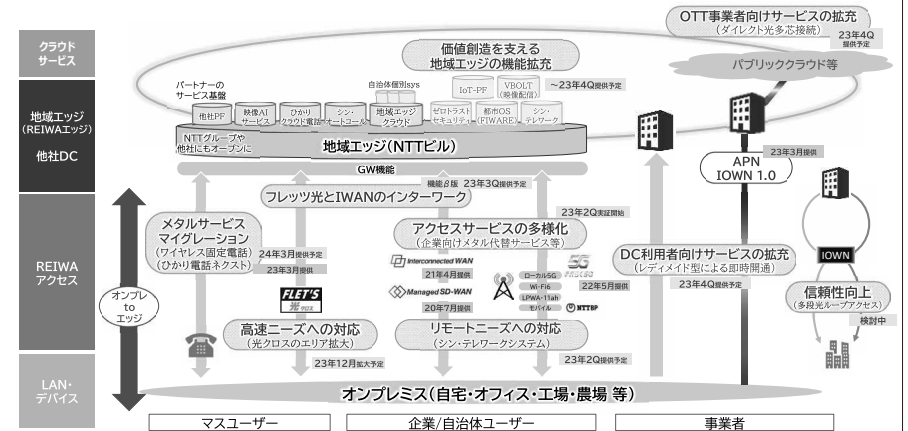 クラウド
サービス
地域エッジ
(REIWAエッジ)
他社DC
REIWA
アクセス
LAN・
デバイス
オンプレ
to
エッジ
OTT事業者向けサービスの拡充
(ダイレクト光多芯接続)
23年4Q
提供予定
パブリッククラウド等
価値創造を支える
地域エッジの機能拡充
パートナーの
サービス基盤
自治体個別sys
IoT-PF
VBOLT
(映像配信)
~23年4Q提供予定
他社PF
映像AI
サービス
ひかり
クラウド電話
シン・
オートコール
地域エッジ
クラウド
ゼロトラスト
セキュリティ
都市OS
(FIWARE)
シン・
テレワーク
NTTグループや
他社にもオープンに
地域エッジ(NTTビル)
GW機能
機能β版 23年3Q提供予定
フレッツ光とIWANのインターワーク
23年3月提供
APN
IOWN 1.0
メタルサービス
マイグレーション
(ワイヤレス固定電話)
(ひかり電話ネクスト)
24年3月提供予定
23年3月提供
FLET'S
光クロス
高速ニーズへの対応
(光クロスのエリア拡大)
23年12月拡大予定
23年2Q実証開始
アクセスサービスの多様化
(企業向けメタル代替サービス等)
Interconnected WAN
21年4月提供
Managed SD-WAN
20年7月提供
ローカル5G
Wi-Fi6
LPWA・11ah
モバイル
5G
22年5月提供
NTTBP
リモートニーズへの対応
(シン・テレワークシステム)
23年2Q提供予定
DC利用者向けサービスの拡充
(レディメイド型による即時開通)
23年4Q提供予定
IOWN
信頼性向上
(多段光ループアクセス)
検討中
オンプレミス(自宅・オフィス・工場・農場 等)
マスユーザー
企業/自治体ユーザー
事業者